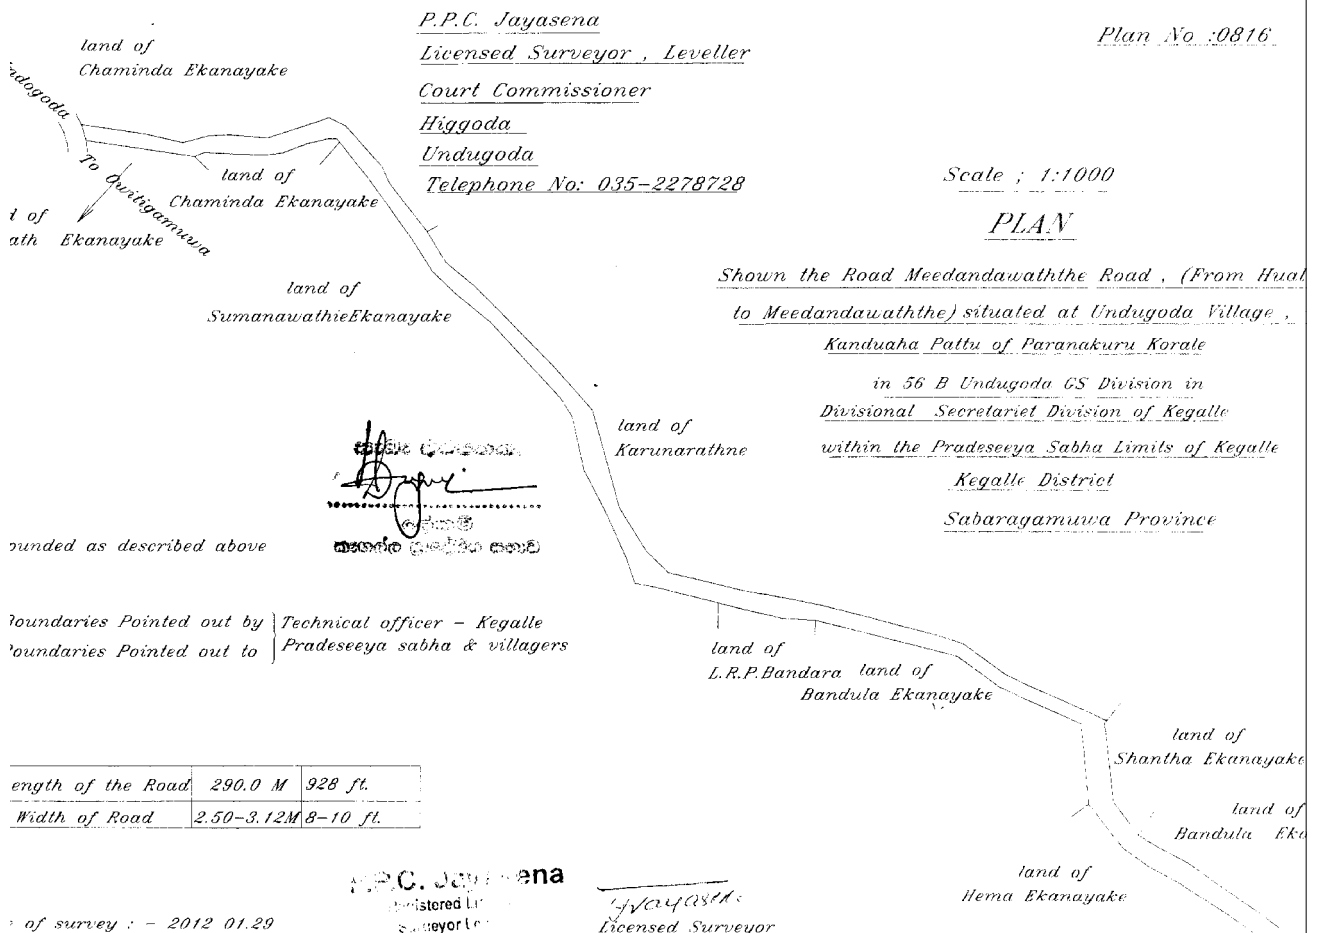 P.P.C. Jayasena
Licensed Surveyor , Leveller
Court Commissioner
Higgoda
Undugoda
Telephone No: 035-2278728
Plan No :0816
Scale ; 1:1000
PLAN
Shown the Road Meedandawaththe Road , (From Hual
to Meedandawaththe) situated at Undugoda Village ,
Kanduaha Pattu of Paranakuru Korale
in 56 B Undugoda GS Division in
Divisional Secretariet Division of Kegalle
within the Pradeseeya Sabha Limits of Kegalle
Kegalle District
Sabaragamuwa Province
land of
Chaminda Ekanayake
ndogoda
To Owitigamuwa
land of
Chaminda Ekanayake
d of
ath Ekanayake
land of
SumanawathieEkanayake
land of
Karunarathne
ounded as described above
Boundaries Pointed out by
Boundaries Pointed out to
Technical officer - Kegalle
Pradeseeya sabha & villagers
land of
L.R.P.Bandara
land of
Bandula Ekanayake
land of
Shantha Ekanayake
land of
Bandula Eka
land of
Hema Ekanayake
ength of the Road 290.0 M 928 ft.
Width of Road 2.50-3.12M 8-10 ft.
P.C. Jayasena
of survey : - 2012 01.29
Licensed Surveyor